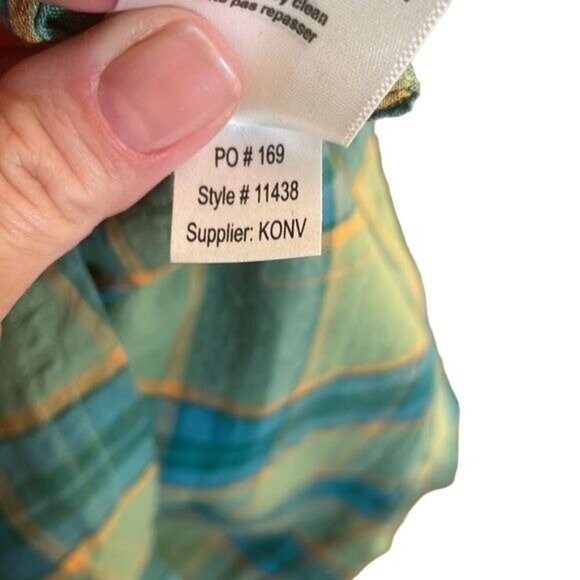 clean
pas repasser
PO # 169
Style # 11438
Supplier: KONV